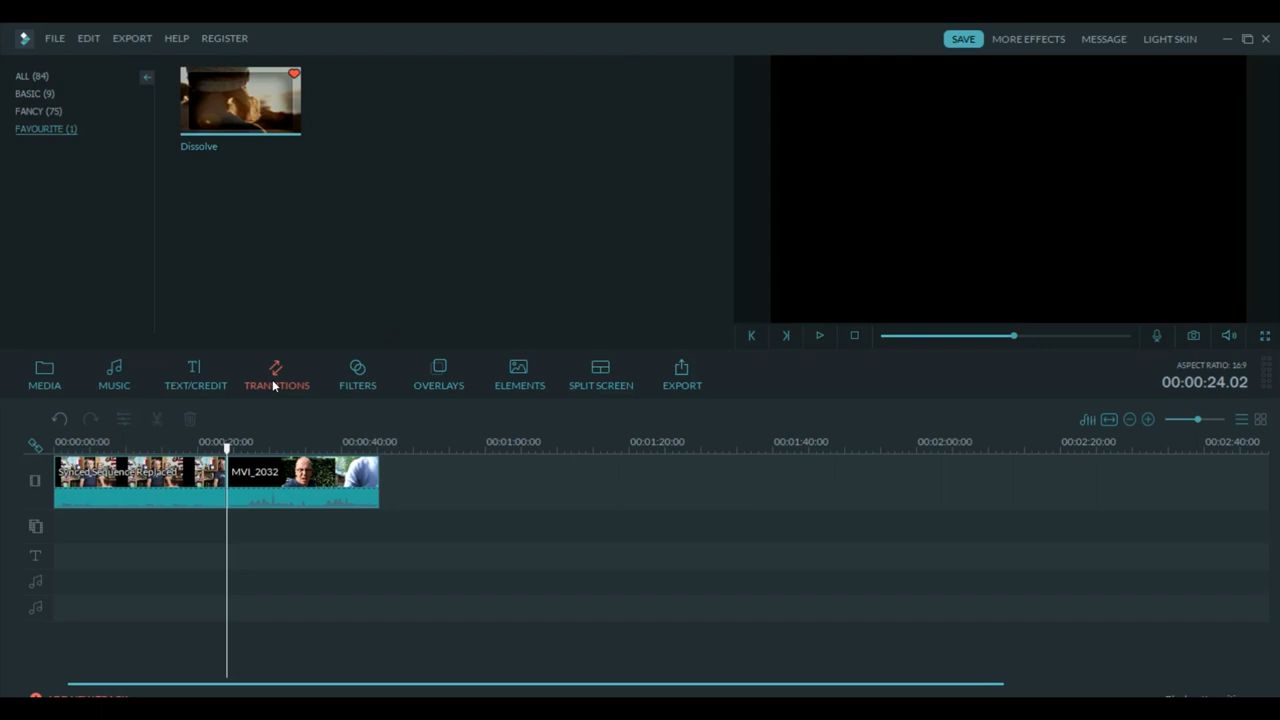 FILE EDIT EXPORT HELP REGISTER SAVE MORE EFFECTS MESSAGE LIGHT SKIN
ALL (84)
BASIC (9)
FANCY (75)
FAVOURITE (1)
Dissolve
MEDIA MUSIC TEXT/CREDIT TRANSITIONS FILTERS OVERLAYS ELEMENTS SPLIT SCREEN EXPORT
ASPECT RATIO: 16:9
00:00:24.02
00:00:00:00 00:00:20:00 00:00:40:00 00:01:00:00 00:01:20:00 00:01:40:00 00:02:00:00 00:02:20:00 00:02:40:00
Synced Sequence Replaced MVI_2032